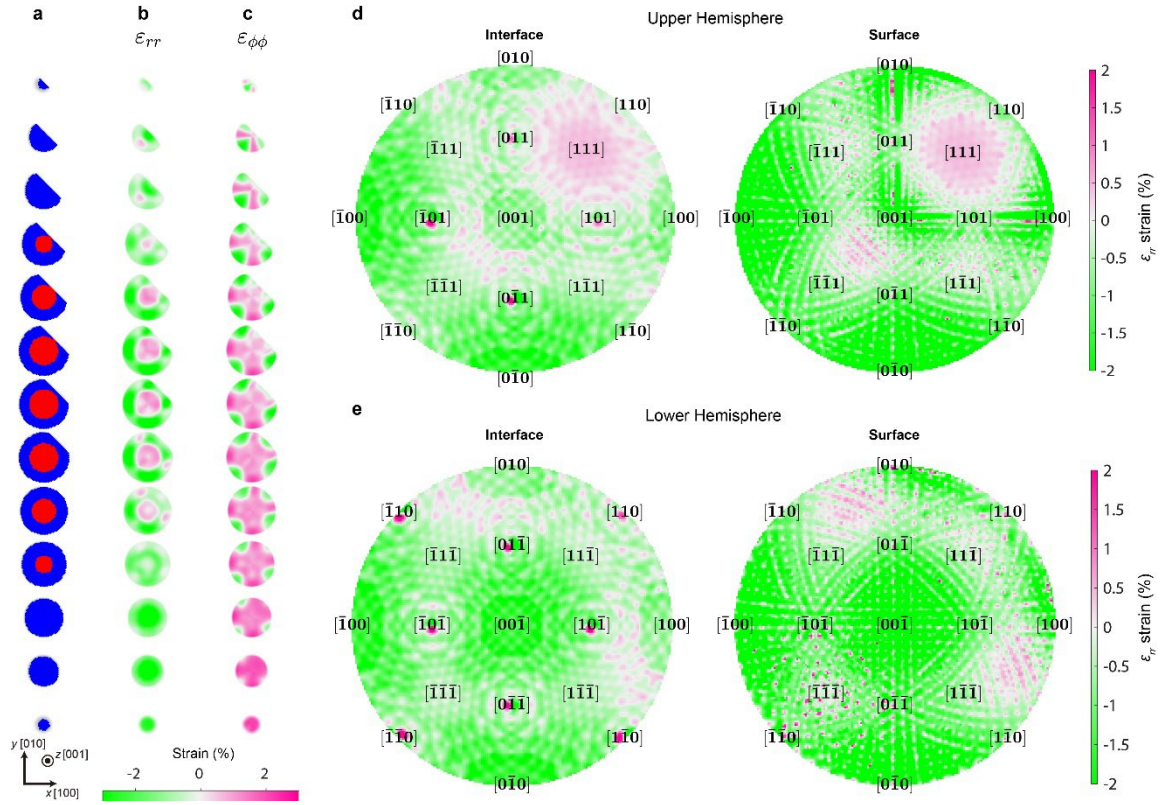 a b c
ε_rr ε_ϕϕ
y [010]
z [001]
x [100]
Strain (%)
-2 0 2
d Upper Hemisphere
Interface
[010]
[1̄10] [110]
[011]
[1̄11] [111]
[1̄00] [1̄01] [001] [101] [100]
[1̄1̄1] [11̄1]
[01̄1]
[1̄1̄0] [11̄0]
[01̄0]
Surface
[010]
[1̄10] [110]
[011]
[1̄11] [111]
[1̄00] [1̄01] [001] [101] [100]
[1̄1̄1] [11̄1]
[01̄1]
[1̄1̄0] [11̄0]
[01̄0]
2
1.5
1
0.5
0
-0.5
-1
-1.5
-2
ε_rr strain (%)
e Lower Hemisphere
Interface
[010]
[1̄10] [110]
[011̄]
[1̄11̄] [111̄]
[1̄00] [1̄01̄] [001̄] [101̄] [100]
[1̄1̄1̄] [11̄1̄]
[01̄1̄]
[1̄1̄0] [11̄0]
[01̄0]
Surface
[010]
[1̄10] [110]
[011̄]
[1̄11̄] [111̄]
[1̄00] [1̄01̄] [001̄] [101̄] [100]
[1̄1̄1̄] [11̄1̄]
[01̄1̄]
[1̄1̄0] [11̄0]
[01̄0]
2
1.5
1
0.5
0
-0.5
-1
-1.5
-2
ε_rr strain (%)